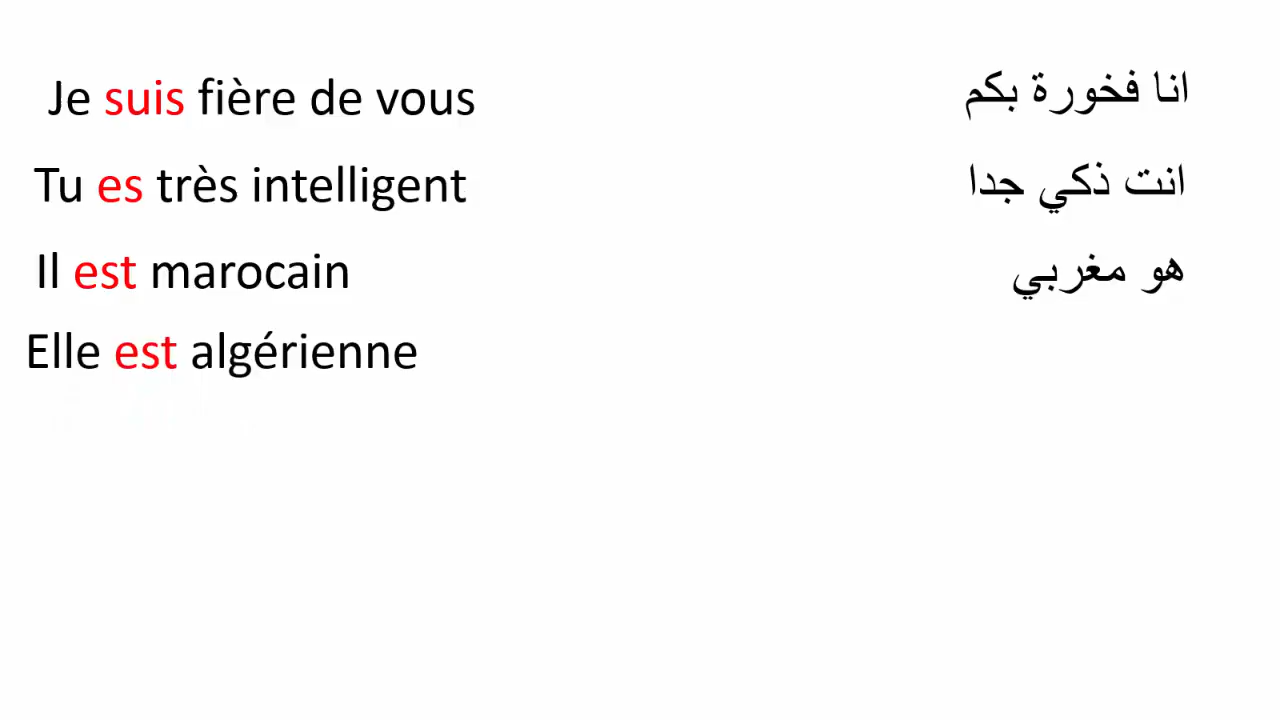 Je suis fière de vous
انا فخورة بكم
Tu es très intelligent
انت ذكي جدا
Il est marocain
هو مغربي
Elle est algérienne